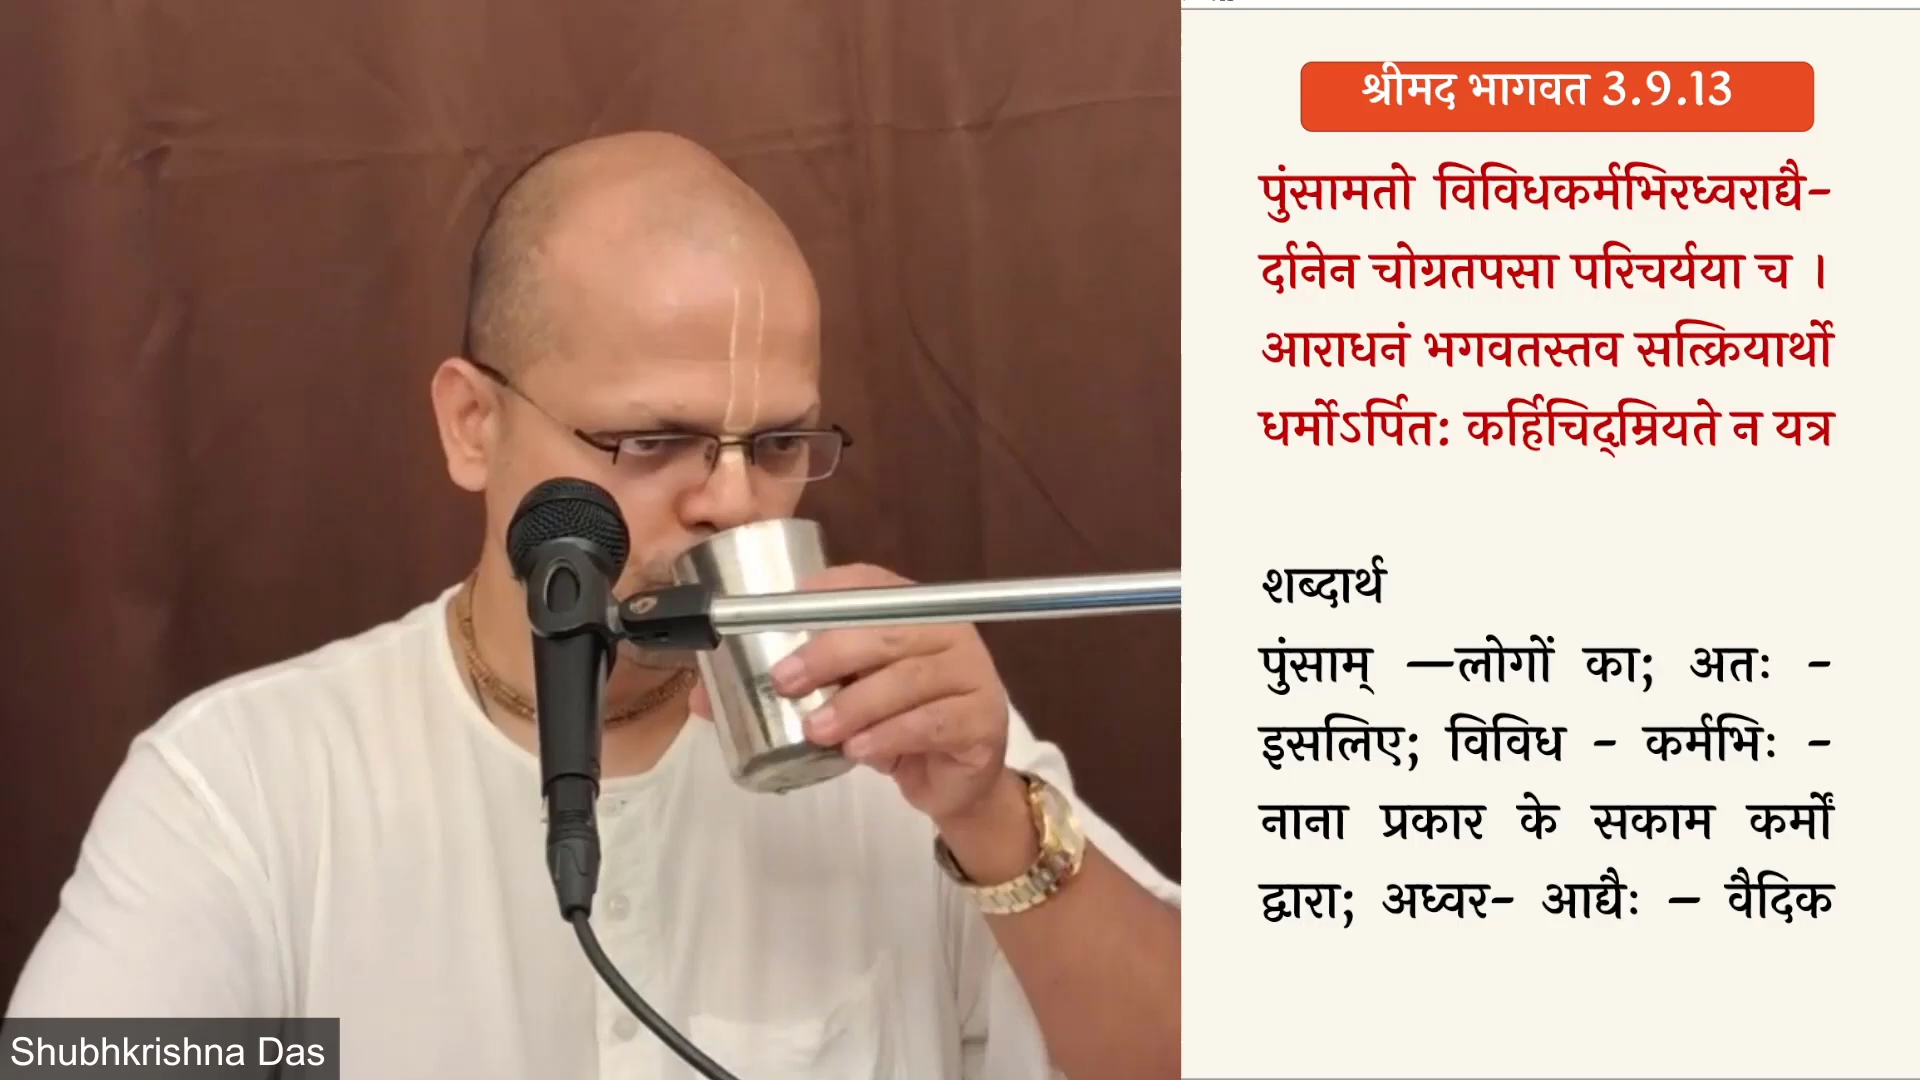 श्रीमद भागवत 3.9.13
पुंसामतो विविधकर्मभिरध्वराद्यै-
र्दानेन चोग्रतपसा परिचर्यया च ।
आराधनं भगवतस्तव सत्क्रियार्थो
धर्मोऽर्पित: कर्हिचिद्म्रियते न यत्र
शब्दार्थ
पुंसाम् —लोगों का; अतः -
इसलिए; विविध - कर्मभिः -
नाना प्रकार के सकाम कर्मों
द्वारा; अध्वर- आद्यैः – वैदिक
Shubhkrishna Das